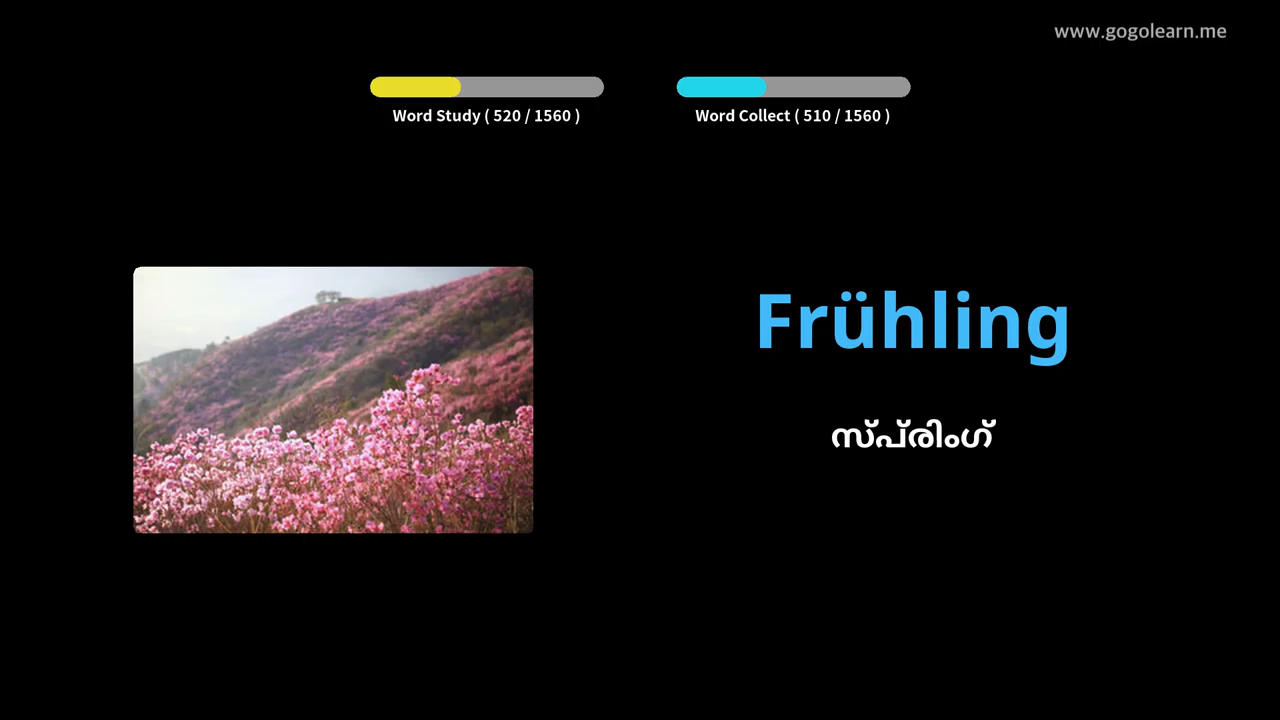 www.gogolearn.me
Word Study ( 520 / 1560 )
Word Collect ( 510 / 1560 )
Frühling
സ്പ്രിംഗ്